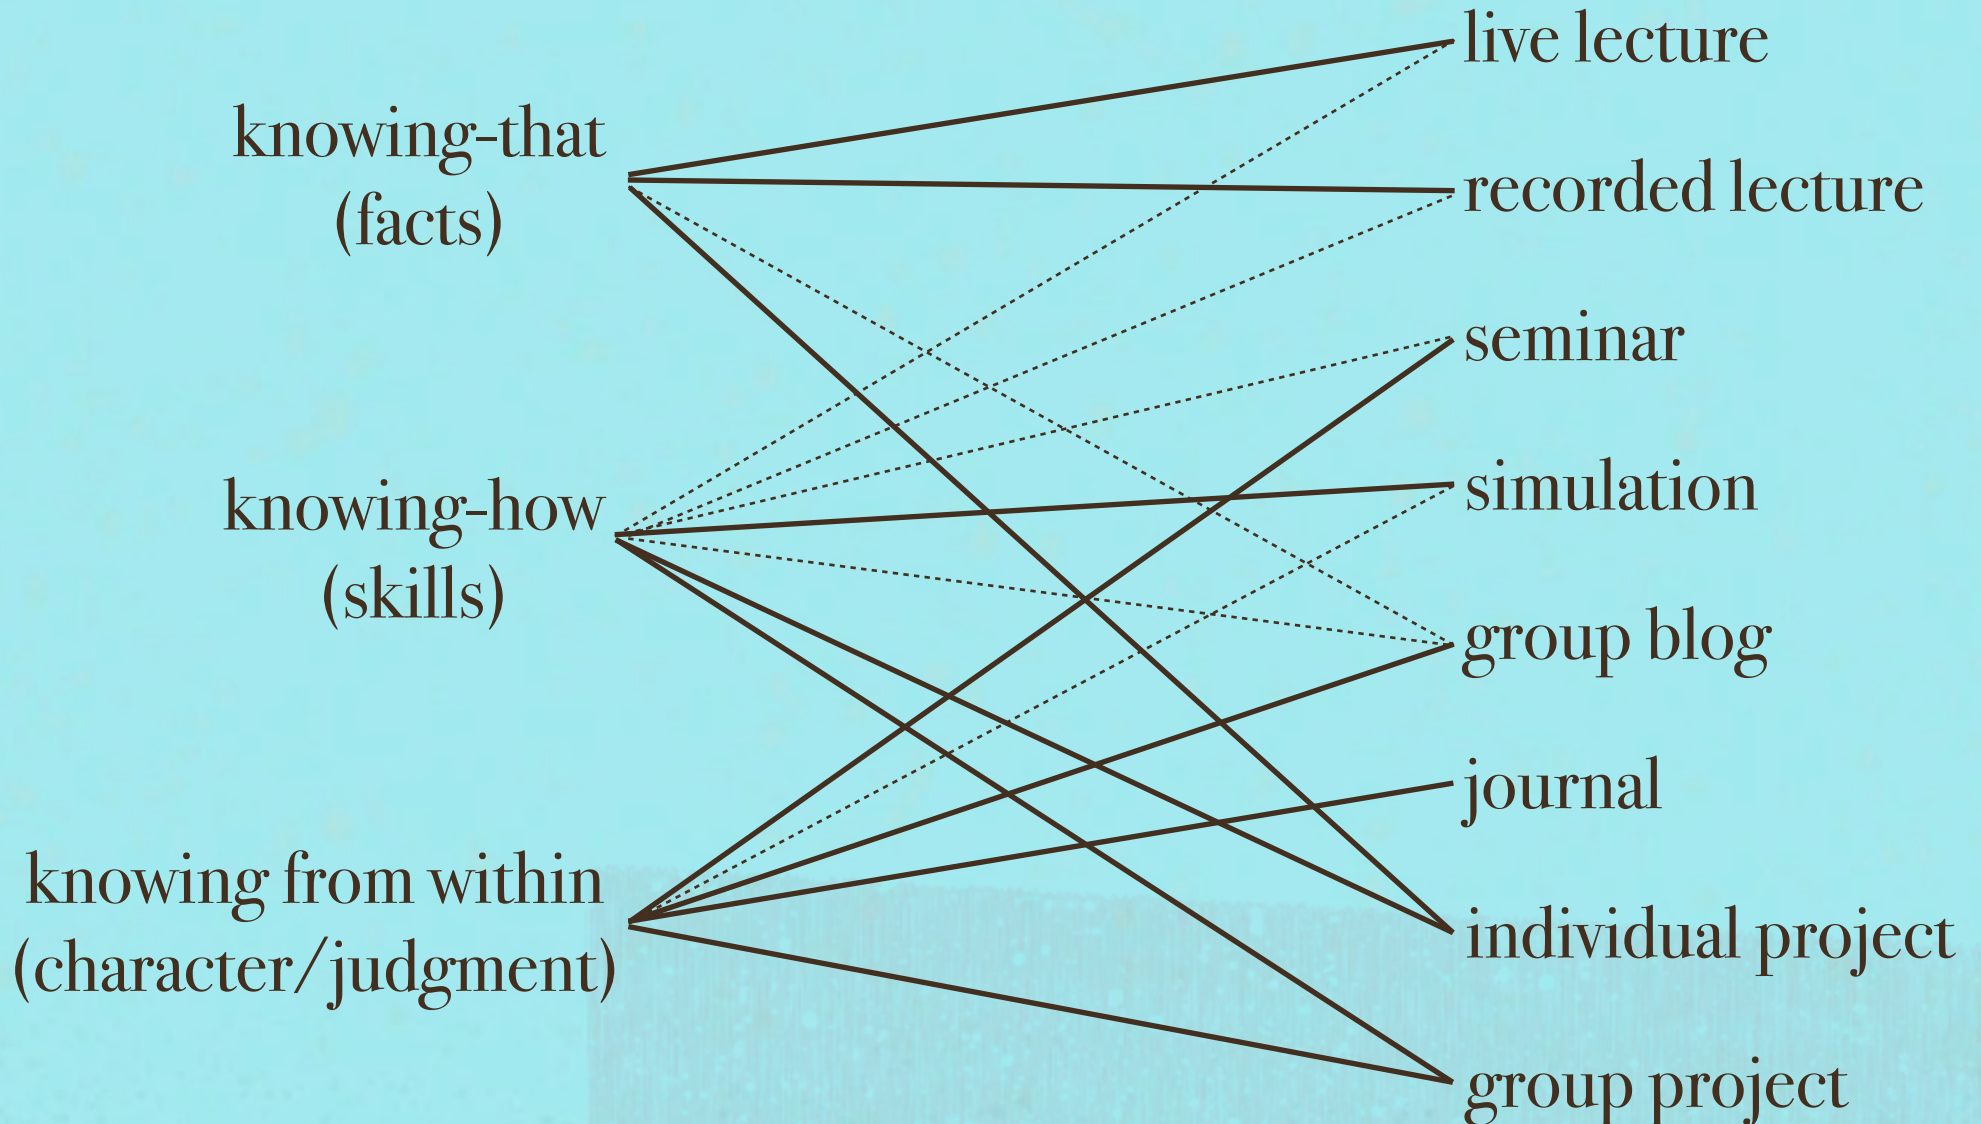 knowing-that
(facts)
knowing-how
(skills)
knowing from within
(character/judgment)
live lecture
recorded lecture
seminar
simulation
group blog
journal
individual project
group project